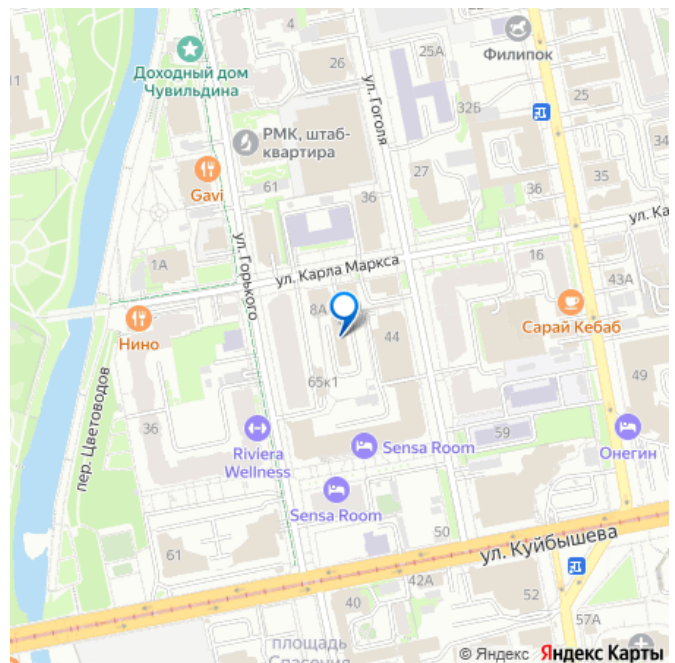 11
Доходный дом
Чувильдина
26
ул. Гоголя
25А
Филипок
32Б
25
РМК, штаб-
квартира
Gavi
61
36
27
36
35
ул. Ка
ул. Горького
1А
ул. Карла Маркса
16
43А
8А
Нино
44
Сарай Кебаб
65к1
49
пер. Цветоводов
36
Riviera
Wellness
Sensa Room
59
Онегин
Sensa Room
50
ул. Куйбышева
61
42А
40
52
57А
площадь
Спасения
© Яндекс Яндекс Карты